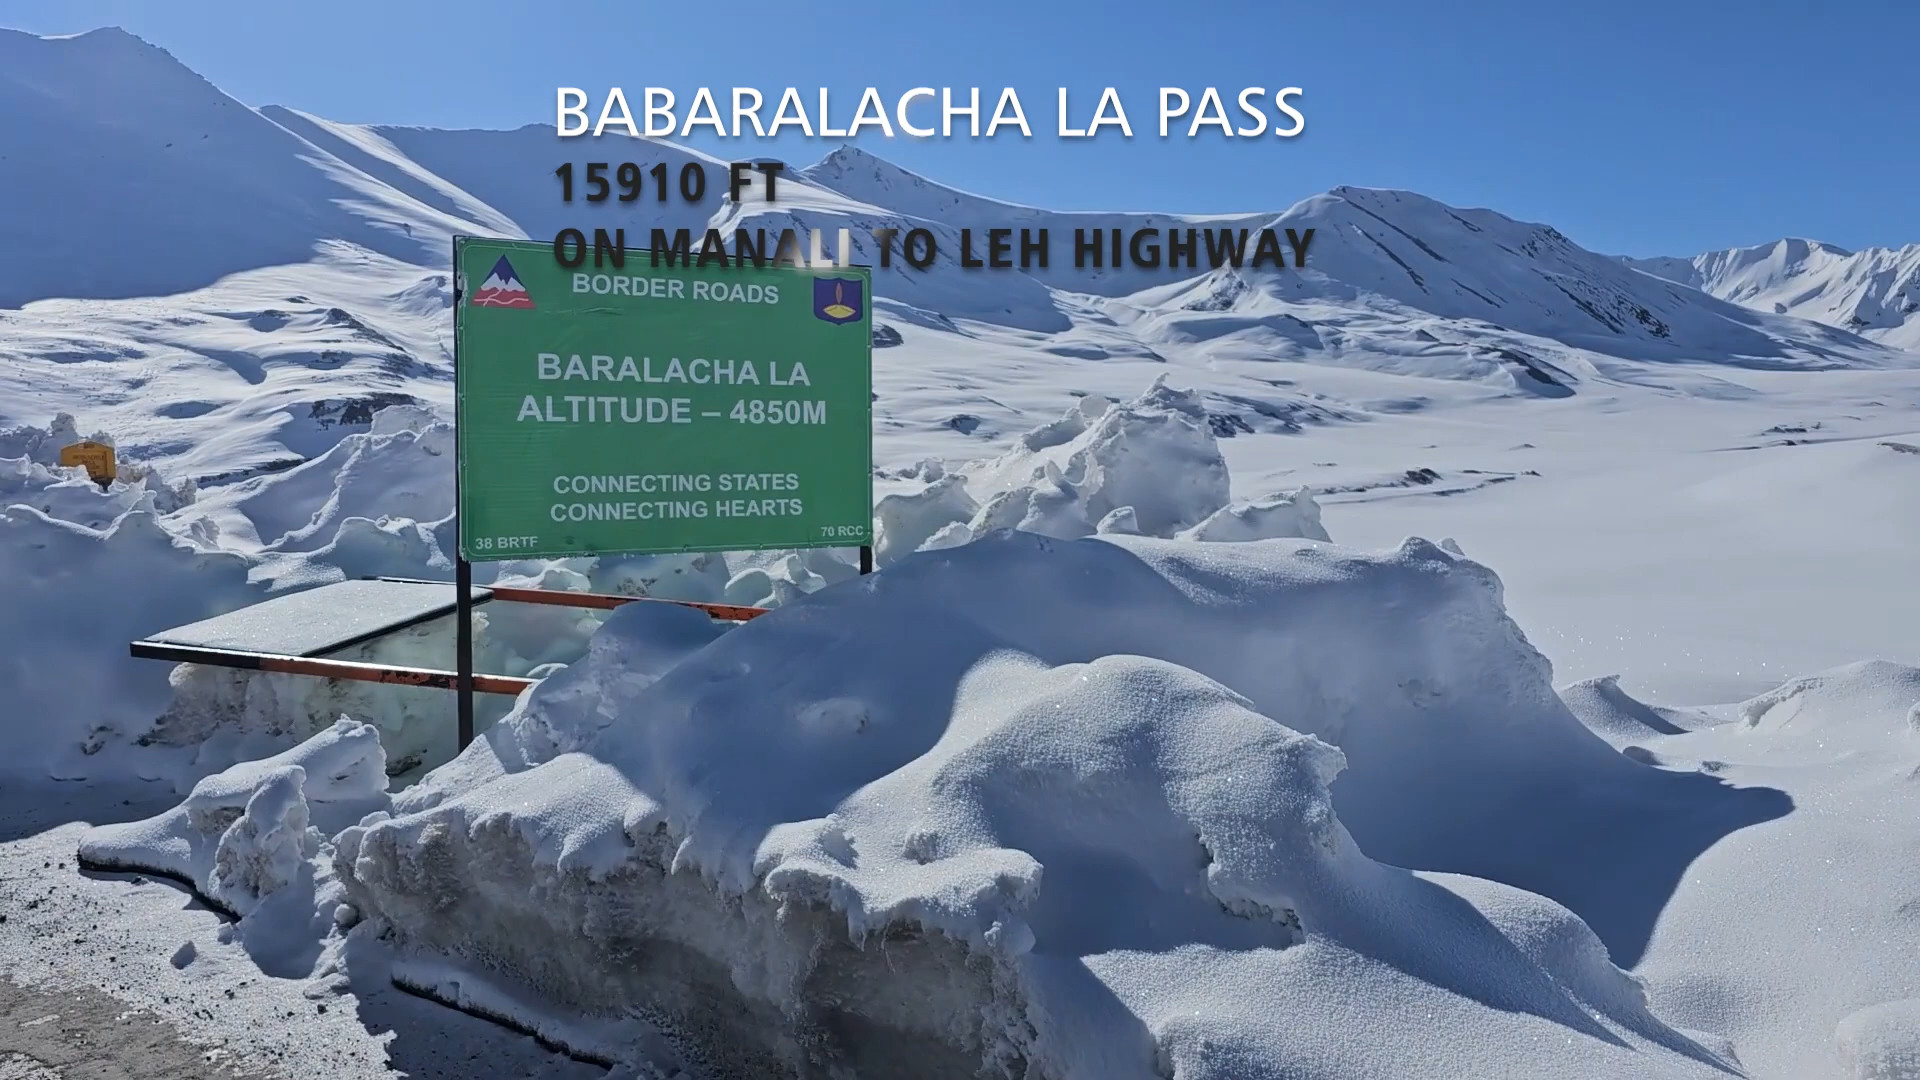 BABARALACHA LA PASS
15910 FT
ON MANALI TO LEH HIGHWAY
BORDER ROADS
BARALACHA LA
ALTITUDE – 4850M
CONNECTING STATES
CONNECTING HEARTS
38 BRTF
70 RCC